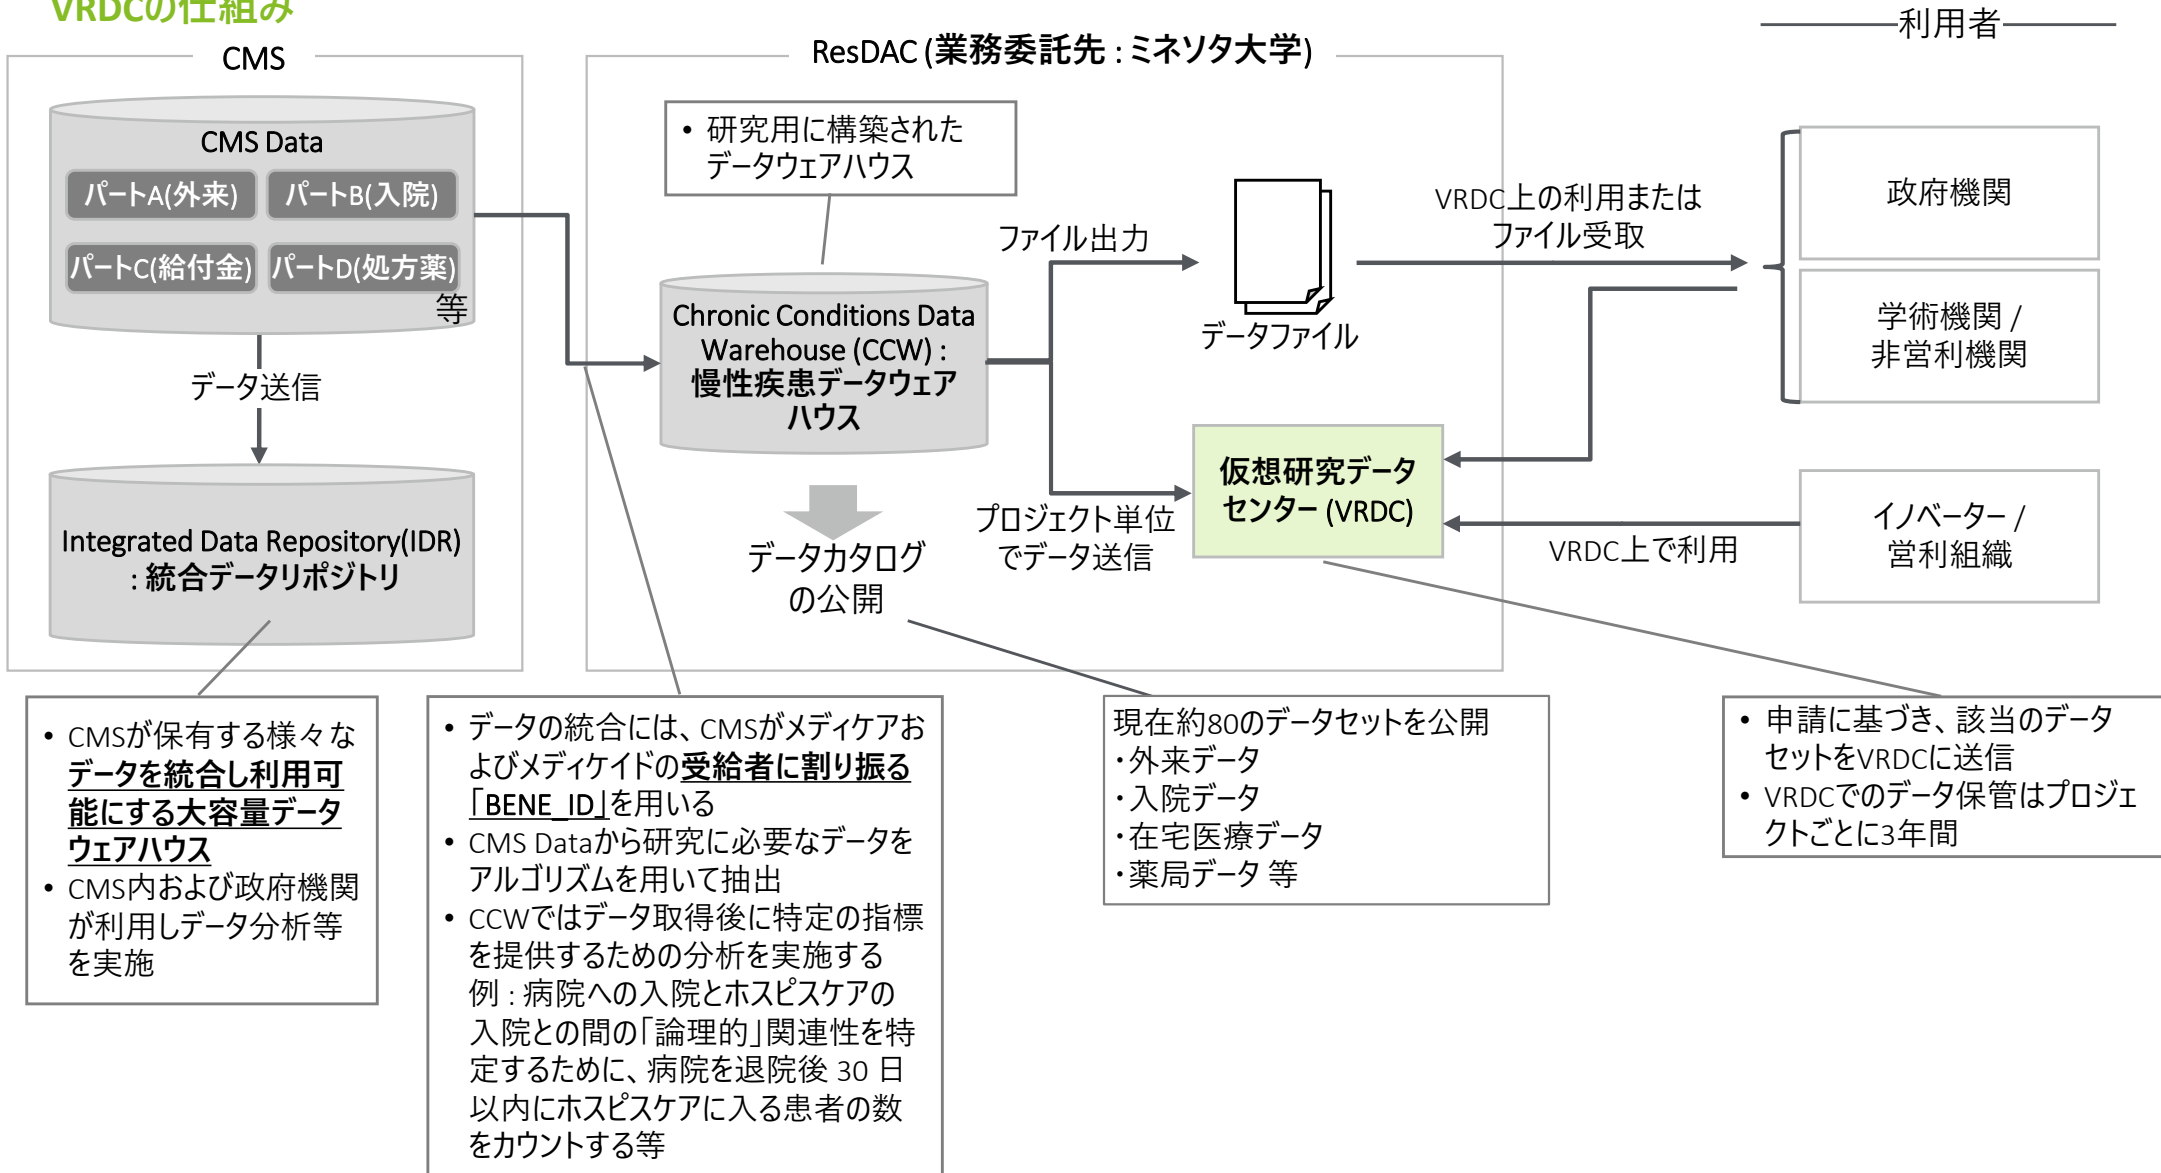 VRDCの仕組み
利用者
CMS
ResDAC (業務委託先 : ミネソタ大学)
CMS Data
パートA(外来)
パートB(入院)
パートC(給付金)
パートD(処方薬)
等
データ送信
Integrated Data Repository(IDR)
: 統合データリポジトリ
• 研究用に構築された
データウェアハウス
Chronic Conditions Data
Warehouse (CCW) :
慢性疾患データウェア
ハウス
ファイル出力
データファイル
プロジェクト単位
でデータ送信
データカタログ
の公開
仮想研究データ
センター (VRDC)
VRDC上の利用または
ファイル受取
VRDC上で利用
政府機関
学術機関 /
非営利機関
イノベーター /
営利組織
• CMSが保有する様々な
データを統合し利用可
能にする大容量データ
ウェアハウス
• CMS内および政府機関
が利用しデータ分析等
を実施
• データの統合には、CMSがメディケアお
よびメディケイドの受給者に割り振る
「BENE_ID」を用いる
• CMS Dataから研究に必要なデータを
アルゴリズムを用いて抽出
• CCWではデータ取得後に特定の指標
を提供するための分析を実施する
例 : 病院への入院とホスピスケアの
入院との間の「論理的」関連性を特
定するために、病院を退院後 30 日
以内にホスピスケアに入る患者の数
をカウントする等
現在約80のデータセットを公開
・外来データ
・入院データ
・在宅医療データ
・薬局データ 等
• 申請に基づき、該当のデータ
セットをVRDCに送信
• VRDCでのデータ保管はプロジェ
クトごとに3年間